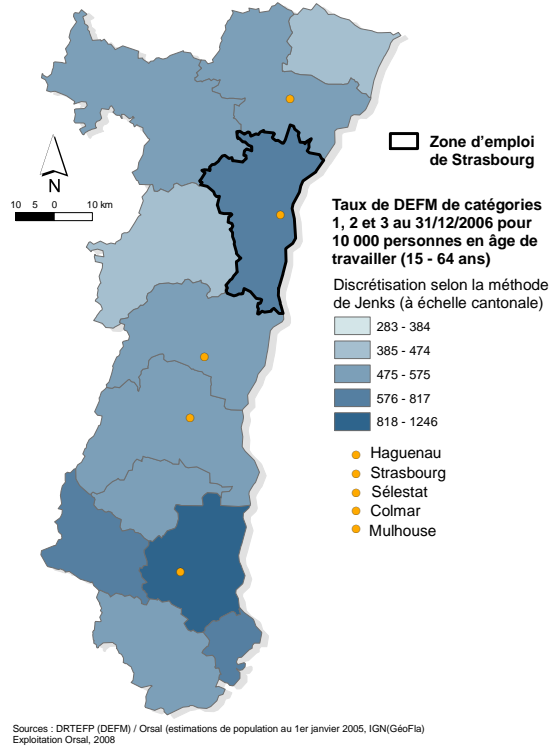 N
10 5 0 10 km
Zone d'emploi
de Strasbourg
Taux de DEFM de catégories
1, 2 et 3 au 31/12/2006 pour
10 000 personnes en âge de
travailler (15 - 64 ans)
Discrétisation selon la méthode
de Jenks (à échelle cantonale)
283 - 384
385 - 474
475 - 575
576 - 817
818 - 1246
Haguenau
Strasbourg
Sélestat
Colmar
Mulhouse
Sources : DRTEFP (DEFM) / Orsal (estimations de population au 1er janvier 2005, IGN(GéoFla)
Exploitation Orsal, 2008